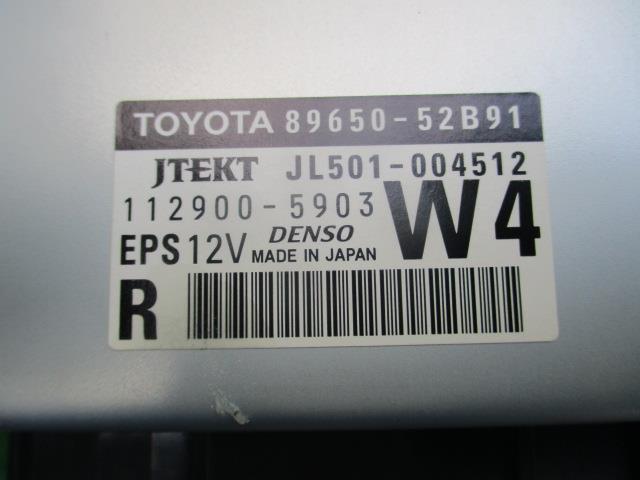 TOYOTA 89650-52B91
JTEKT JL501-004512
112900-5903 W4
EPS 12V DENSO MADE IN JAPAN
R